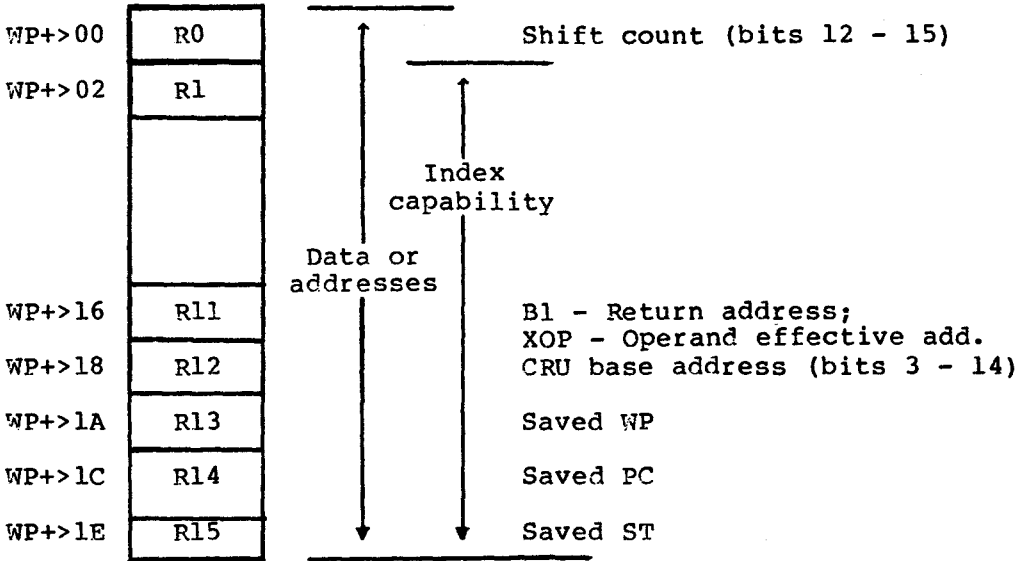 WP+>00 R0 Shift count (bits 12 - 15)
WP+>02 R1
Index
capability
Data or
addresses
WP+>16 R11 Bl - Return address;
XOP - Operand effective add.
WP+>18 R12 CRU base address (bits 3 - 14)
WP+>1A R13 Saved WP
WP+>1C R14 Saved PC
WP+>1E R15 Saved ST